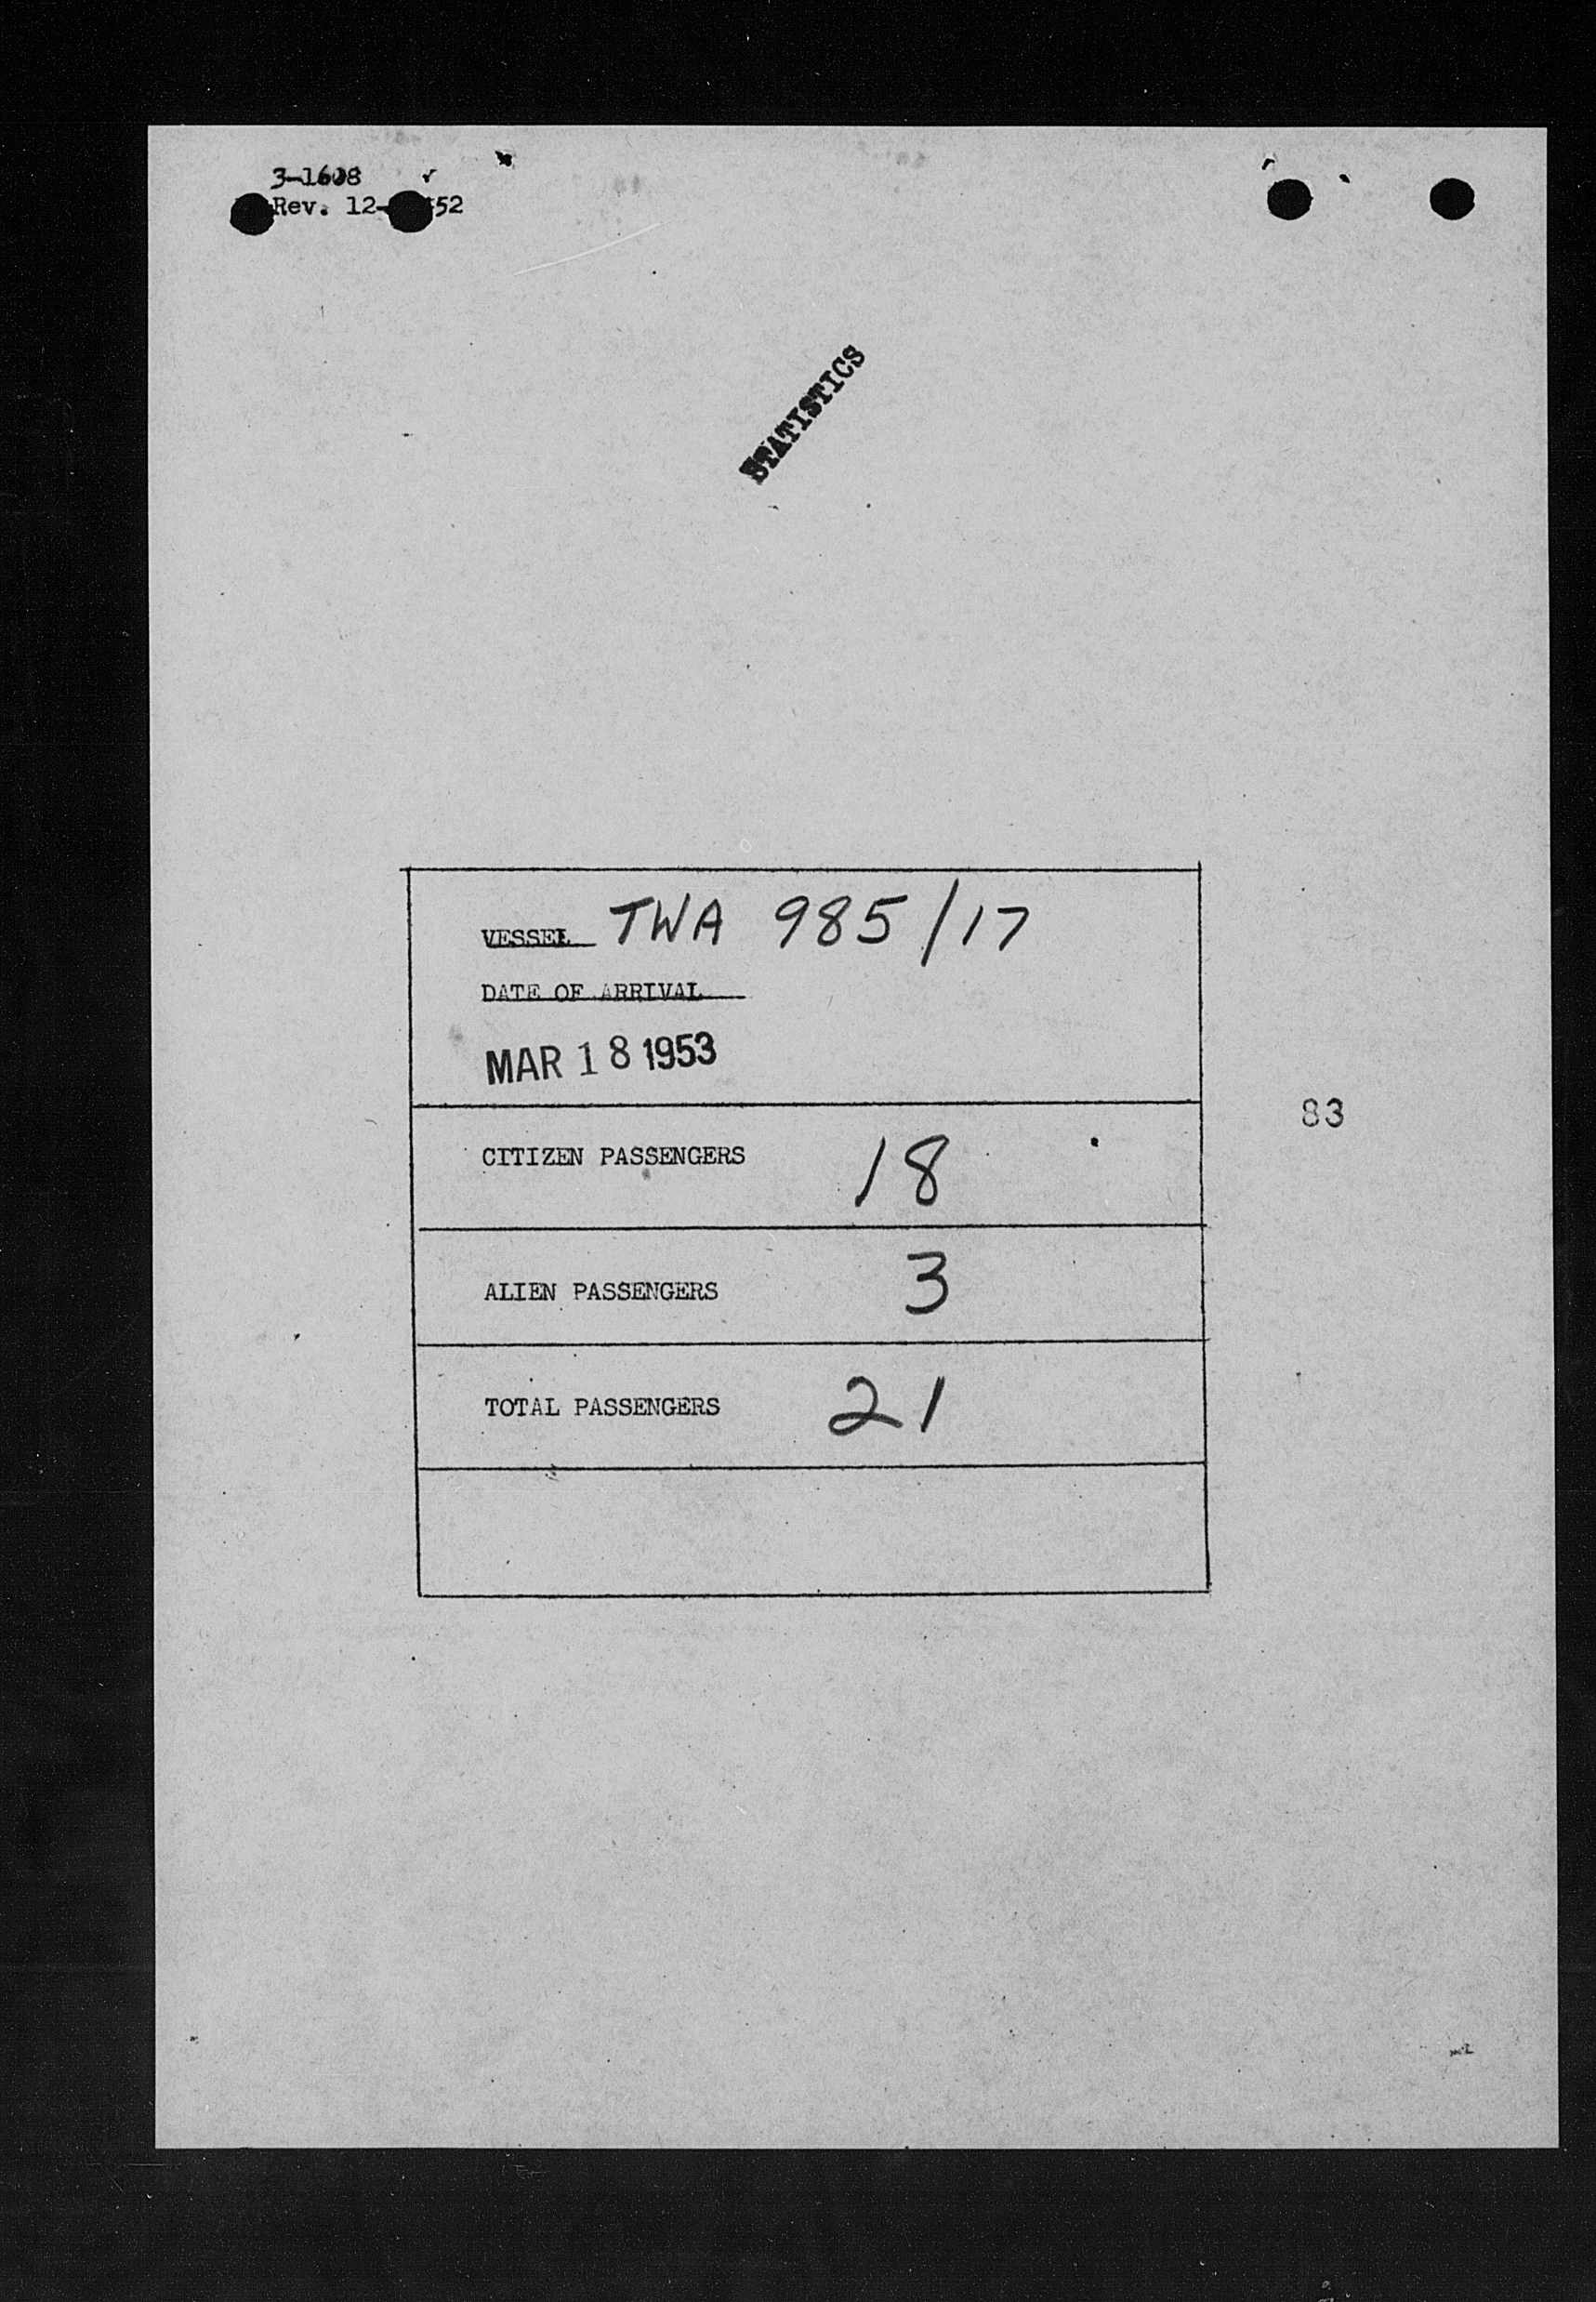 3-1608
Rev. 12- 52
STATISTICS
VESSEL TWA 985/17
DATE OF ARRIVAL
MAR 18 1953
83
CITIZEN PASSENGERS 18
ALIEN PASSENGERS 3
TOTAL PASSENGERS 21